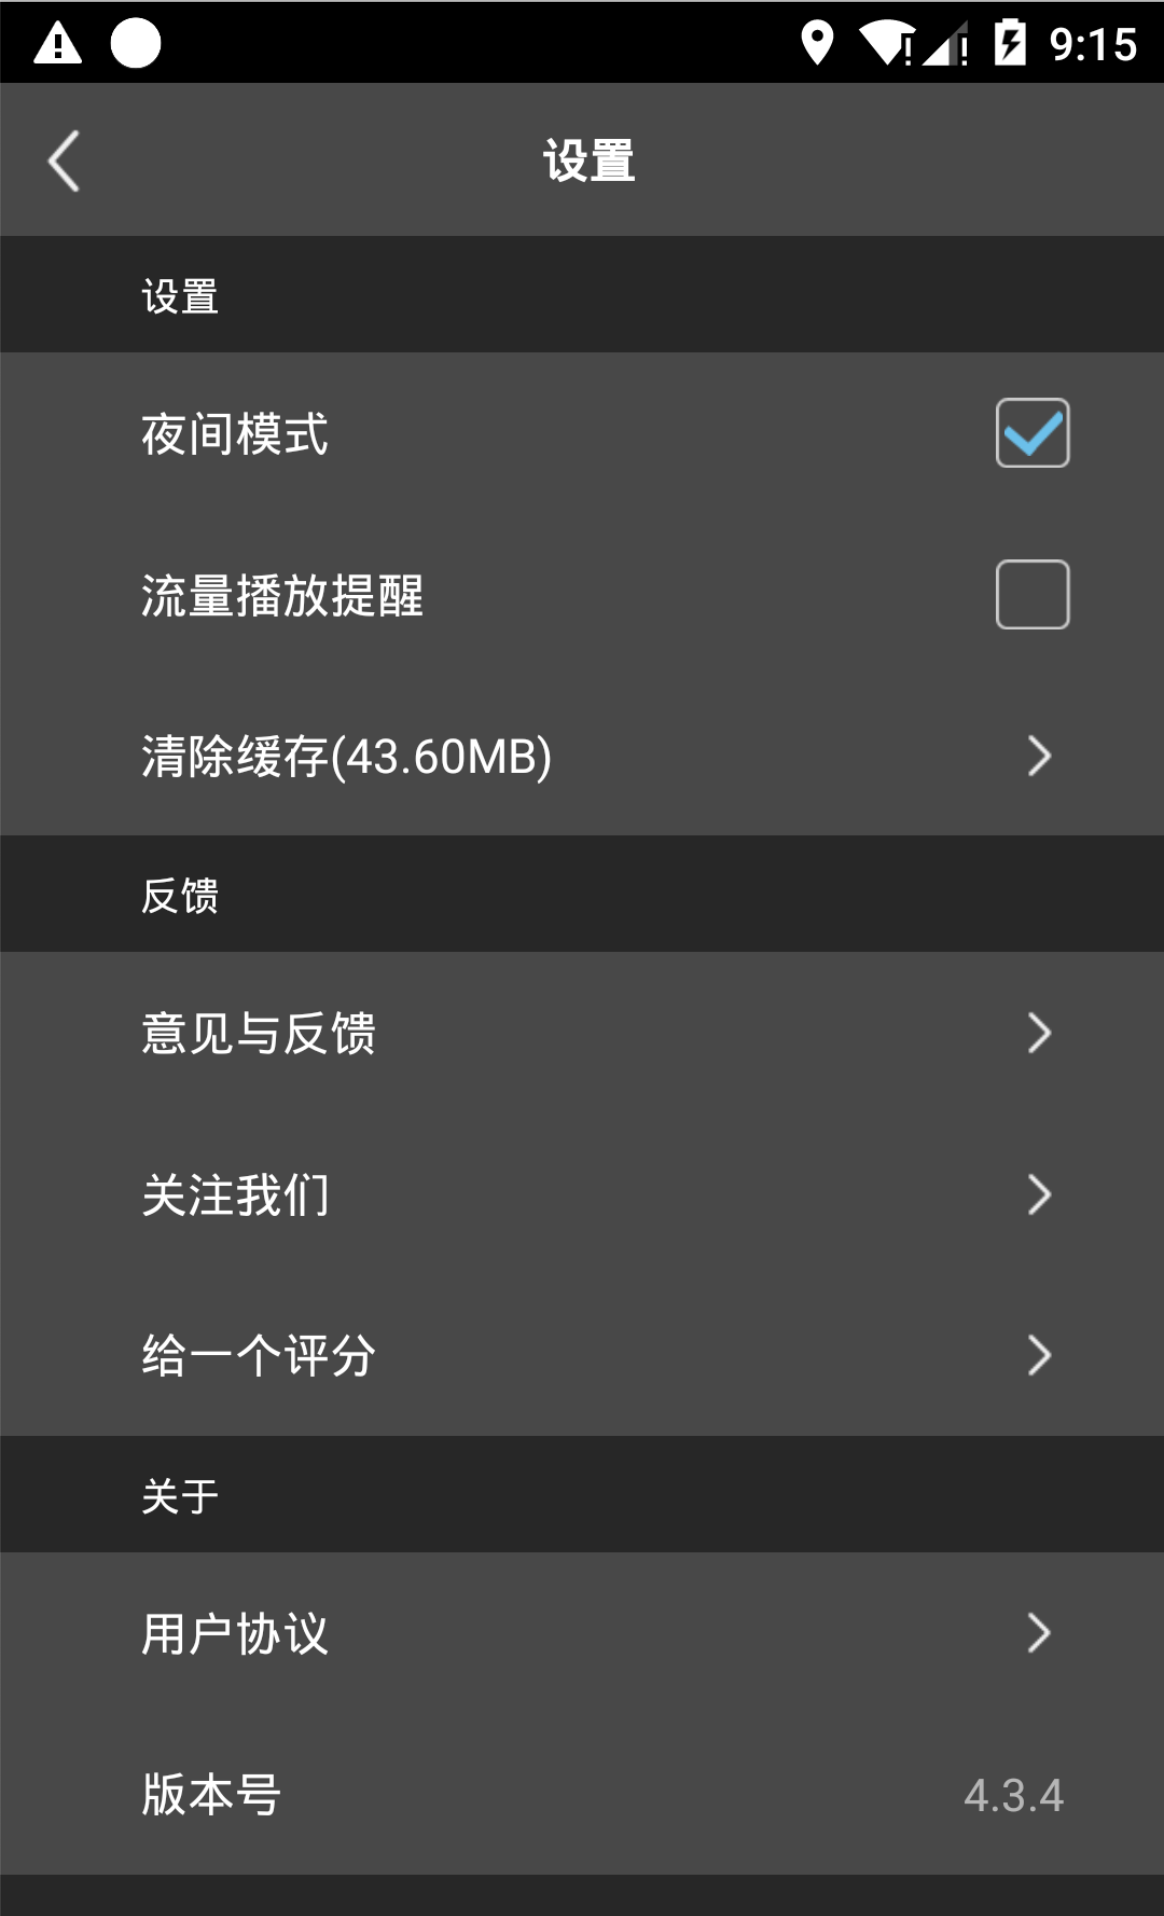 9:15
设置
设置
夜间模式
流量播放提醒
清除缓存(43.60MB)
反馈
意见与反馈
关注我们
给一个评分
关于
用户协议
版本号 4.3.4